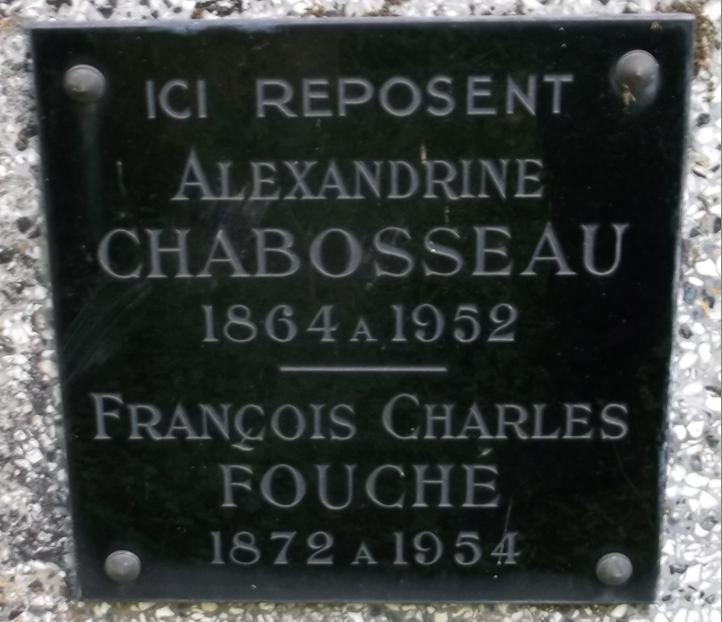 ICI REPOSENT
ALEXANDRINE
CHABOSSEAU
1864 A 1952
FRANÇOIS CHARLES
FOUCHÉ
1872 A 1954